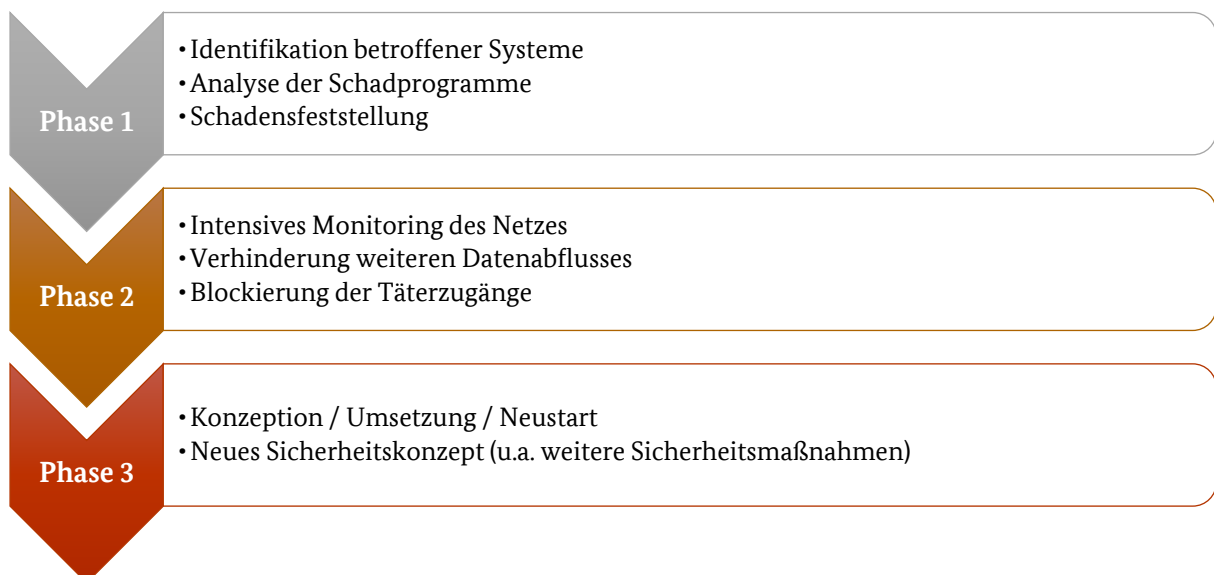 Phase 1
• Identifikation betroffener Systeme
• Analyse der Schadprogramme
• Schadensfeststellung
Phase 2
• Intensives Monitoring des Netzes
• Verhinderung weiteren Datenabflusses
• Blockierung der Täterzugänge
Phase 3
• Konzeption / Umsetzung / Neustart
• Neues Sicherheitskonzept (u.a. weitere Sicherheitsmaßnahmen)